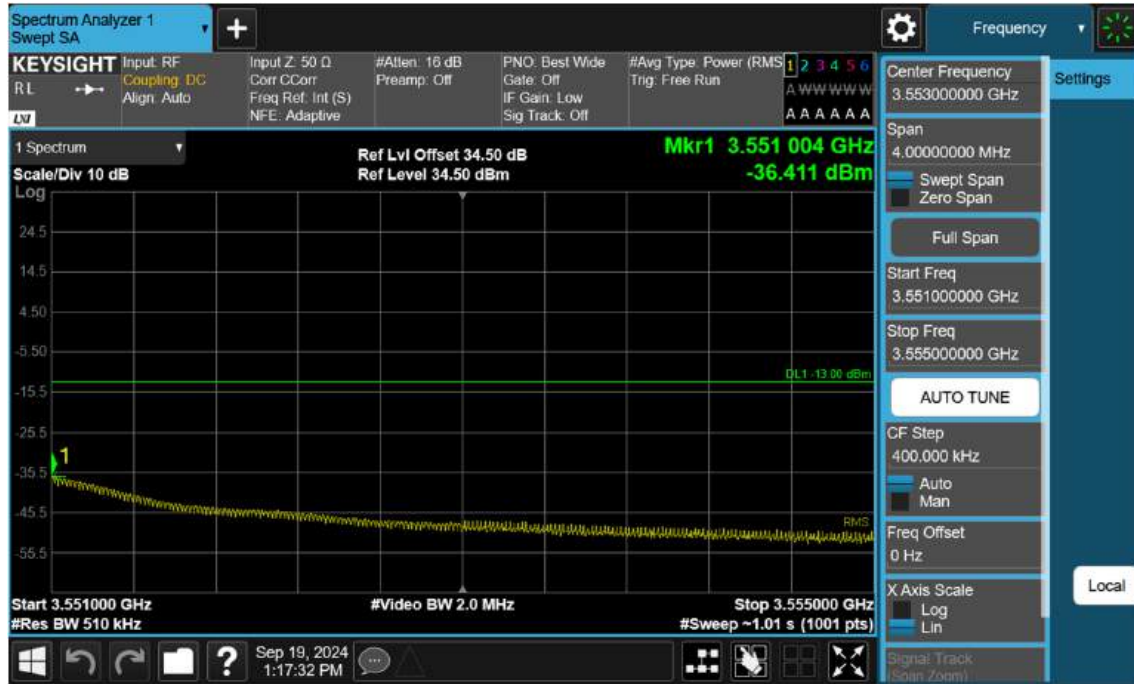 Spectrum Analyzer 1
Swept SA
Frequency
KEYSIGHT
RL
LXI
Input: RF
Coupling: DC
Align: Auto
Input Z: 50 Ω
Corr CCorr
Freq Ref: Int (S)
NFE: Adaptive
#Atten: 16 dB
Preamp: Off
PNO: Best Wide
Gate: Off
IF Gain: Low
Sig Track: Off
#Avg Type: Power (RMS
Trig: Free Run
1 2 3 4 5 6
A W W W W W
A A A A A A
1 Spectrum
Scale/Div 10 dB
Ref Lvl Offset 34.50 dB
Ref Level 34.50 dBm
Mkr1 3.551 004 GHz
-36.411 dBm
Log
24.5
14.5
4.50
-5.50
-15.5
-25.5
-35.5
-45.5
-55.5
DL1 -13.00 dBm
1
RMS
Start 3.551000 GHz
#Res BW 510 kHz
#Video BW 2.0 MHz
Stop 3.555000 GHz
#Sweep ~1.01 s (1001 pts)
Sep 19, 2024
1:17:32 PM
Center Frequency
3.553000000 GHz
Span
4.00000000 MHz
Swept Span
Zero Span
Full Span
Start Freq
3.551000000 GHz
Stop Freq
3.555000000 GHz
AUTO TUNE
CF Step
400.000 kHz
Auto
Man
Freq Offset
0 Hz
X Axis Scale
Log
Lin
Signal Track
(Span Zoom)
Settings
Local